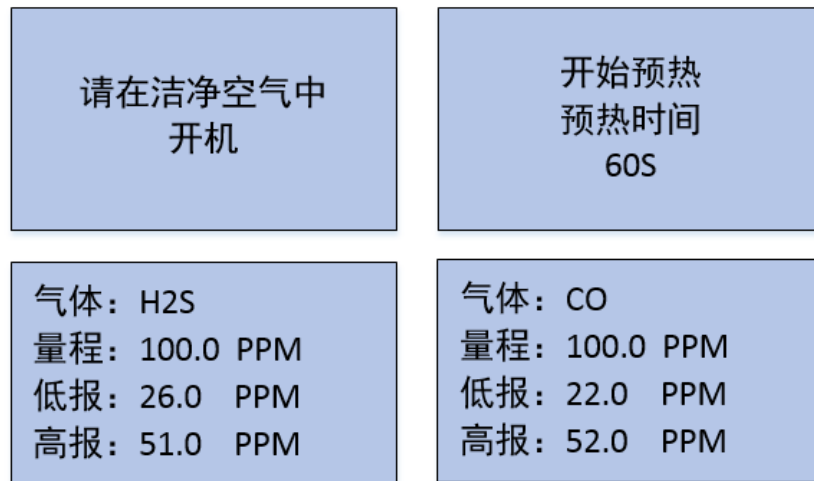 请在洁净空气中
开机
开始预热
预热时间
60S
气体：H2S
量程：100.0 PPM
低报：26.0 PPM
高报：51.0 PPM
气体：CO
量程：100.0 PPM
低报：22.0 PPM
高报：52.0 PPM